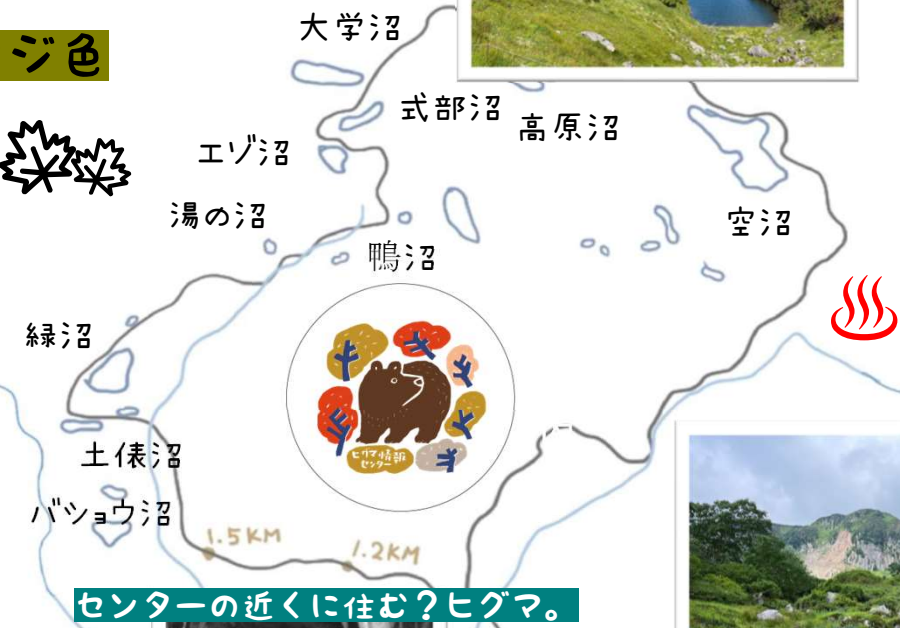 大学沼
ジ色
式部沼
高原沼
エゾ沼
湯の沼
空沼
鴨沼
緑沼
ヒグマ情報
センター
土俵沼
バショウ沼
1.5KM
1.2KM
センターの近くに住む？ヒグマ。